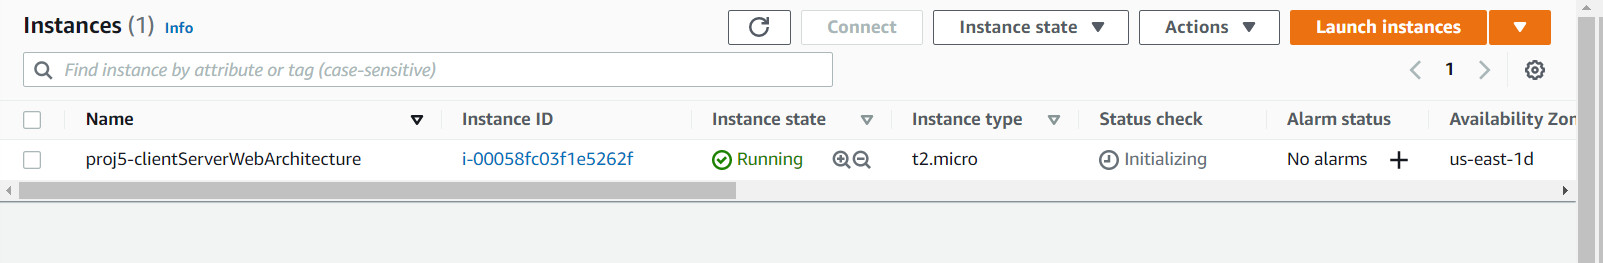 Instances (1) Info Connect Instance state Actions Launch instances
Find instance by attribute or tag (case-sensitive) 1
Name Instance ID Instance state Instance type Status check Alarm status Availability Zon
proj5-clientServerWebArchitecture i-00058fc03f1e5262f Running t2.micro Initializing No alarms + us-east-1d